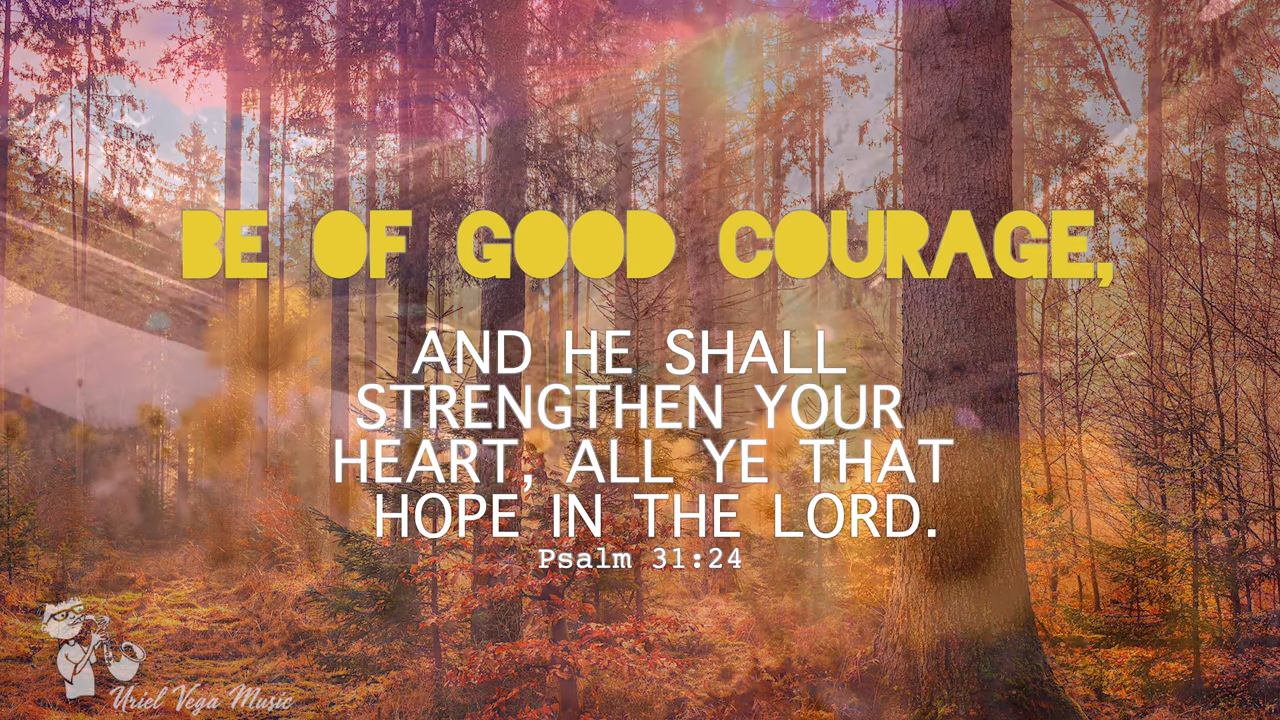 BE OF GOOD COURAGE,
AND HE SHALL
STRENGTHEN YOUR
HEART, ALL YE THAT
HOPE IN THE LORD.
Psalm 31:24
Uriel Vega Music